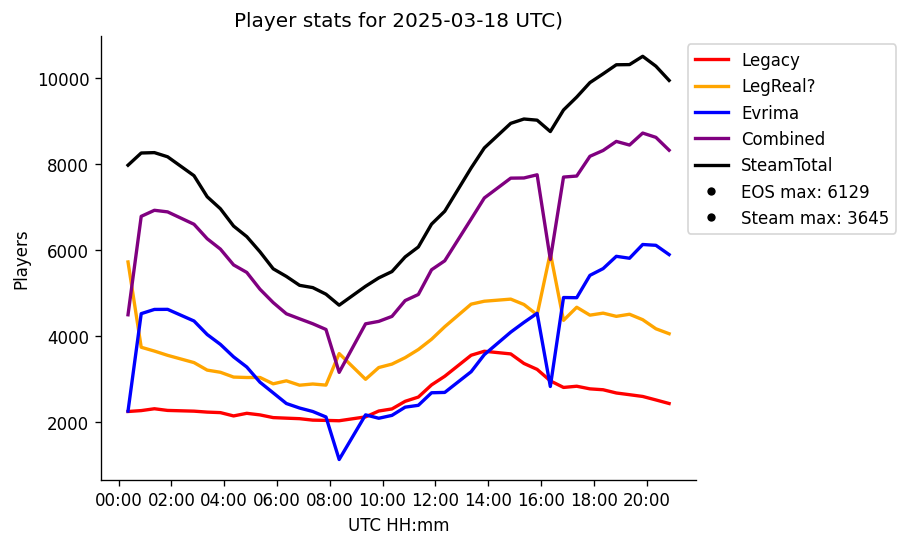 Player stats for 2025-03-18 UTC)
Legacy
LegReal?
Evrima
Combined
SteamTotal
EOS max: 6129
Steam max: 3645
Players
10000
8000
6000
4000
2000
00:00 02:00 04:00 06:00 08:00 10:00 12:00 14:00 16:00 18:00 20:00
UTC HH:mm